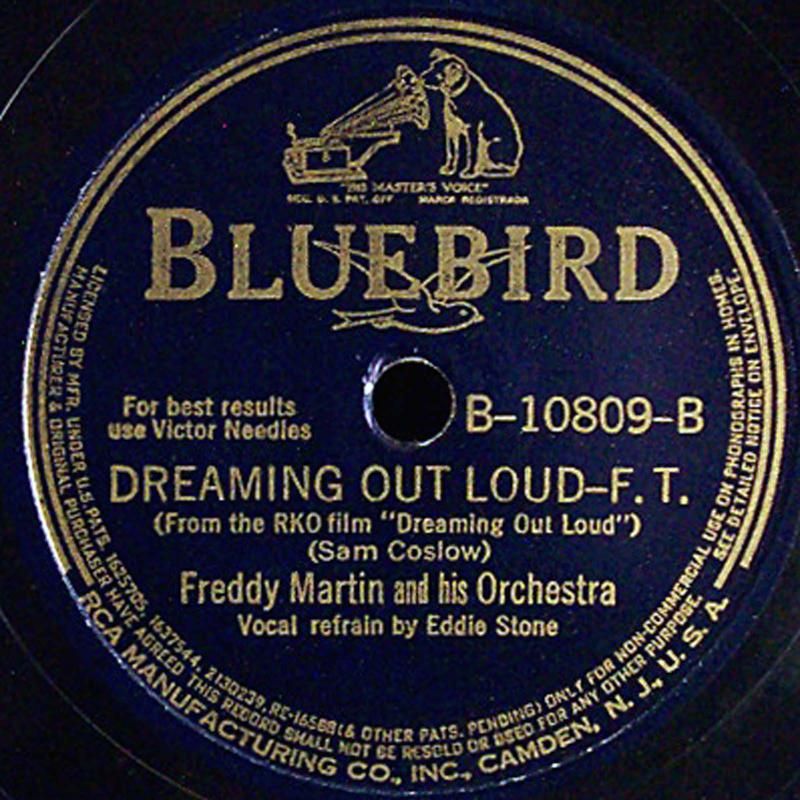 "HIS MASTER'S VOICE"
REG. U. S. PAT. OFF. MARCA REGISTRADA
BLUEBIRD
For best results
use Victor Needles
B-10809-B
DREAMING OUT LOUD-F. T.
(From the RKO film "Dreaming Out Loud")
(Sam Coslow)
Freddy Martin and his Orchestra
Vocal refrain by Eddie Stone
LICENSED BY MFR. UNDER U.S. PATS. 1625705, 1637544, 2130239, RE-16588 (& OTHER PATS. PENDING) ONLY FOR NON-COMMERCIAL USE ON PHONOGRAPHS IN HOMES.
MANUFACTURER & ORIGINAL PURCHASER HAVE AGREED THIS RECORD SHALL NOT BE RESOLD OR USED FOR ANY OTHER PURPOSE. SEE DETAILED NOTICE ON ENVELOPE.
RCA MANUFACTURING CO., INC., CAMDEN, N. J., U. S. A.